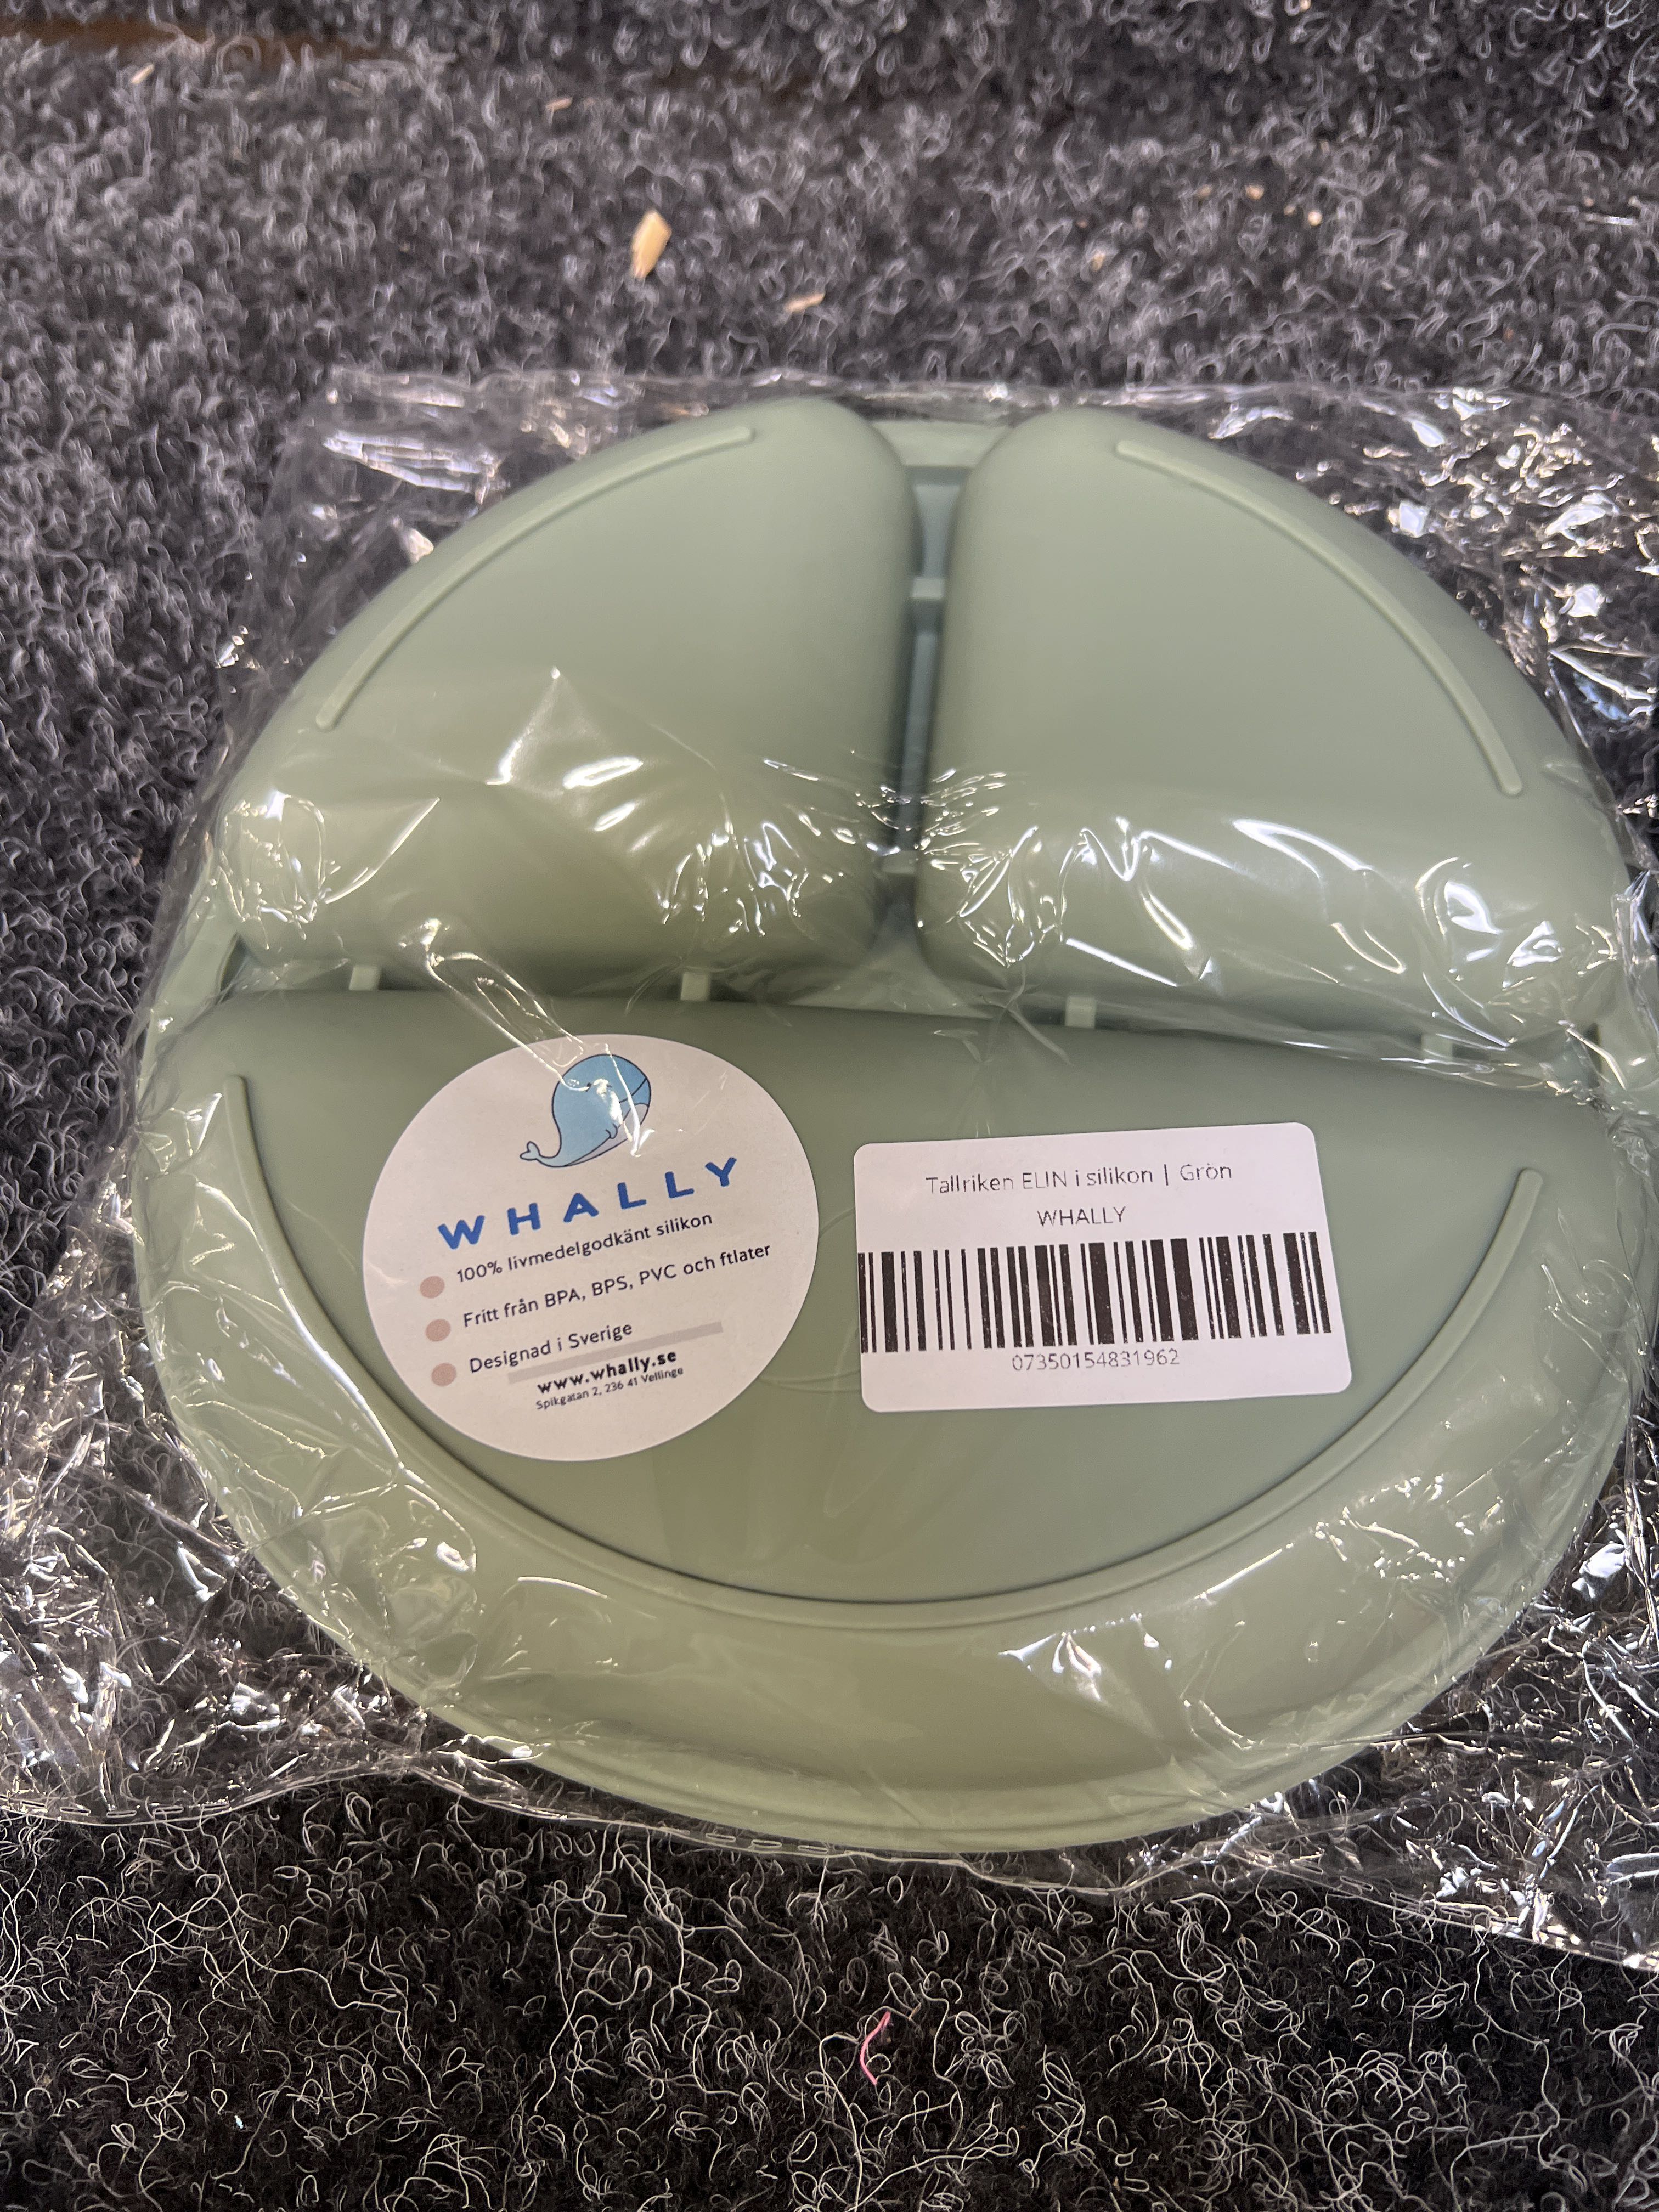 WHALLY
100% livmedelgodkänt silikon
Fritt från BPA, BPS, PVC och ftlater
Designad i Sverige
www.whally.se
Spikgatan 2, 236 41 Vellinge
Tallriken ELIN i silikon | Grön
WHALLY
07350154831962